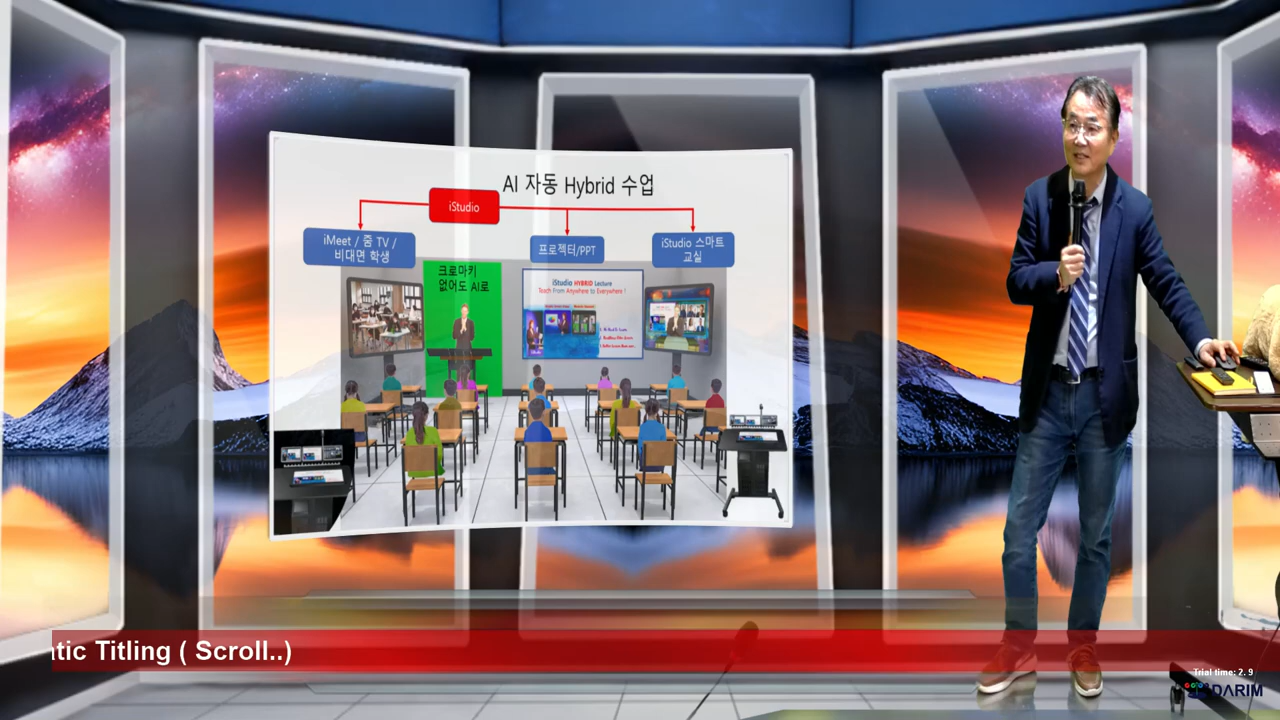 AI 자동 Hybrid 수업
iStudio
iMeet / 줌 TV /
비대면 학생
프로젝터/PPT
iStudio 스마트
교실
크로마키
없어도 AI로
iStudio HYBRID Lecture
Teach From Anywhere to Everywhere !
tic Titling ( Scroll..)
Trial time: 2. 9
DARIM